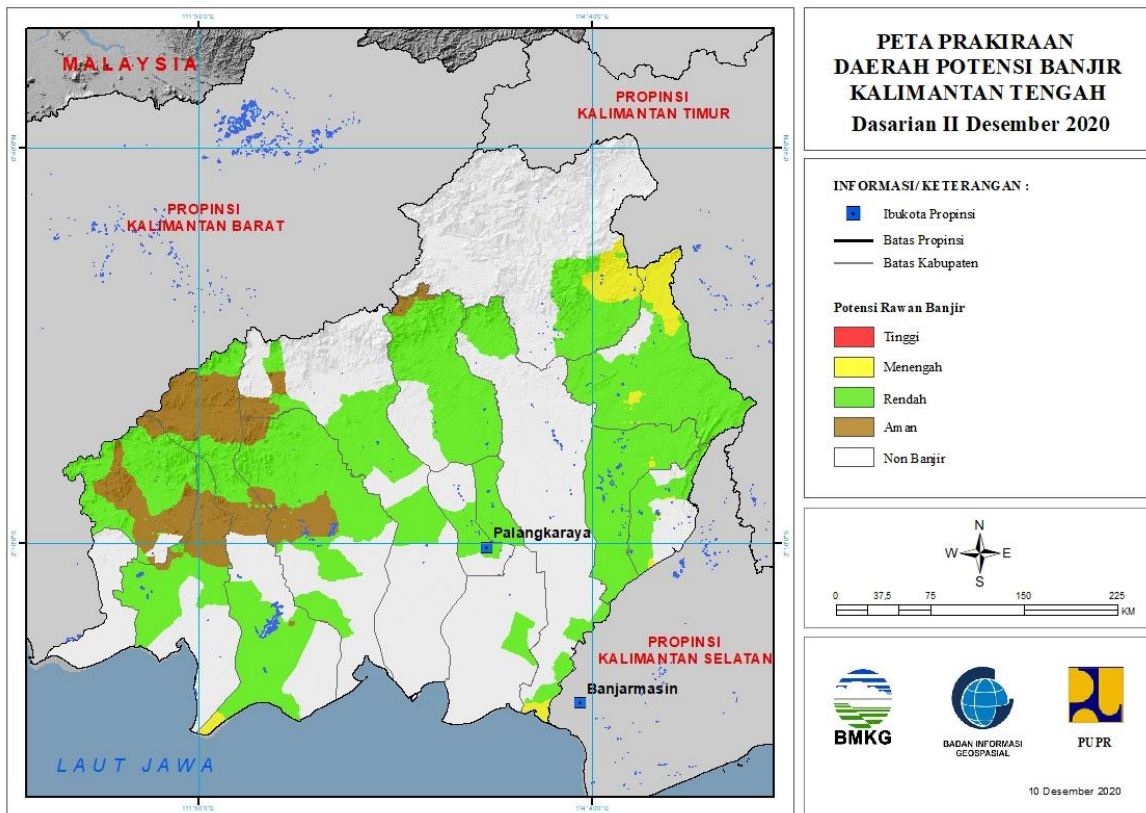 PETA PRAKIRAAN
DAERAH POTENSI BANJIR
KALIMANTAN TENGAH
Dasarian II Desember 2020
INFORMASI/ KETERANGAN :
Ibukota Propinsi
Batas Propinsi
Batas Kabupaten
Potensi Rawan Banjir
Tinggi
Menengah
Rendah
Aman
Non Banjir
N
W E
S
0 37.5 75 150 225
KM
BMKG
BADAN INFORMASI
GEOSPASIAL
PUPR
10 Desember 2020
114°40'0"E
MALAYSIA
PROPINSI
KALIMANTAN TIMUR
PROPINSI
KALIMANTAN BARAT
Palangkaraya
PROPINSI
KALIMANTAN SELATAN
Banjarmasin
LAUT JAWA